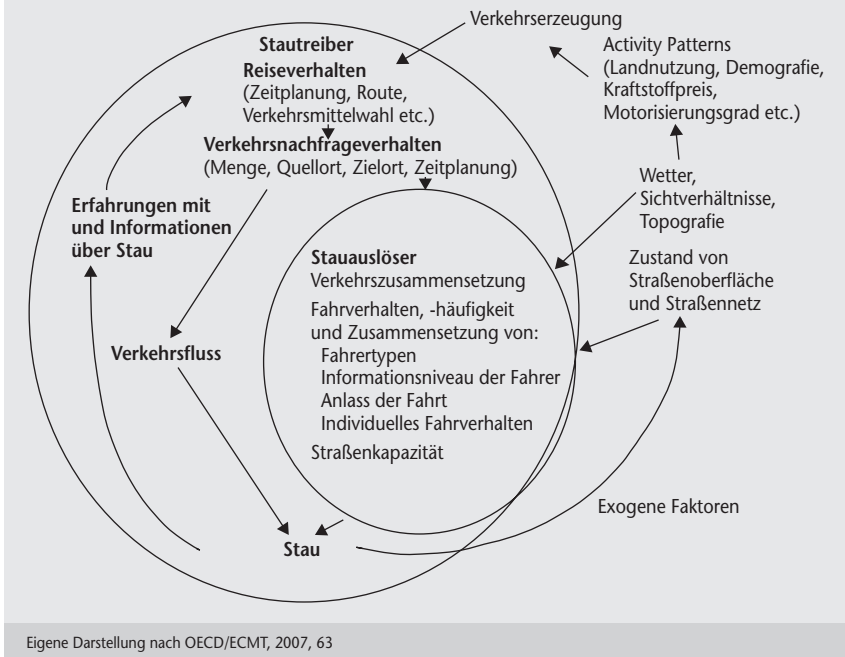 Verkehrserzeugung
Stautreiber
Reiseverhalten
(Zeitplanung, Route,
Verkehrsmittelwahl etc.)
Verkehrsnachfrageverhalten
(Menge, Quellort, Zielort, Zeitplanung)
Activity Patterns
(Landnutzung, Demografie,
Kraftstoffpreis,
Motorisierungsgrad etc.)
Wetter,
Sichtverhältnisse,
Topografie
Erfahrungen mit
und Informationen
über Stau
Stauauslöser
Verkehrszusammensetzung
Fahrverhalten, -häufigkeit
und Zusammensetzung von:
Fahrertypen
Informationsniveau der Fahrer
Anlass der Fahrt
Individuelles Fahrverhalten
Straßenkapazität
Zustand von
Straßenoberfläche
und Straßennetz
Verkehrsfluss
Exogene Faktoren
Stau
Eigene Darstellung nach OECD/ECMT, 2007, 63